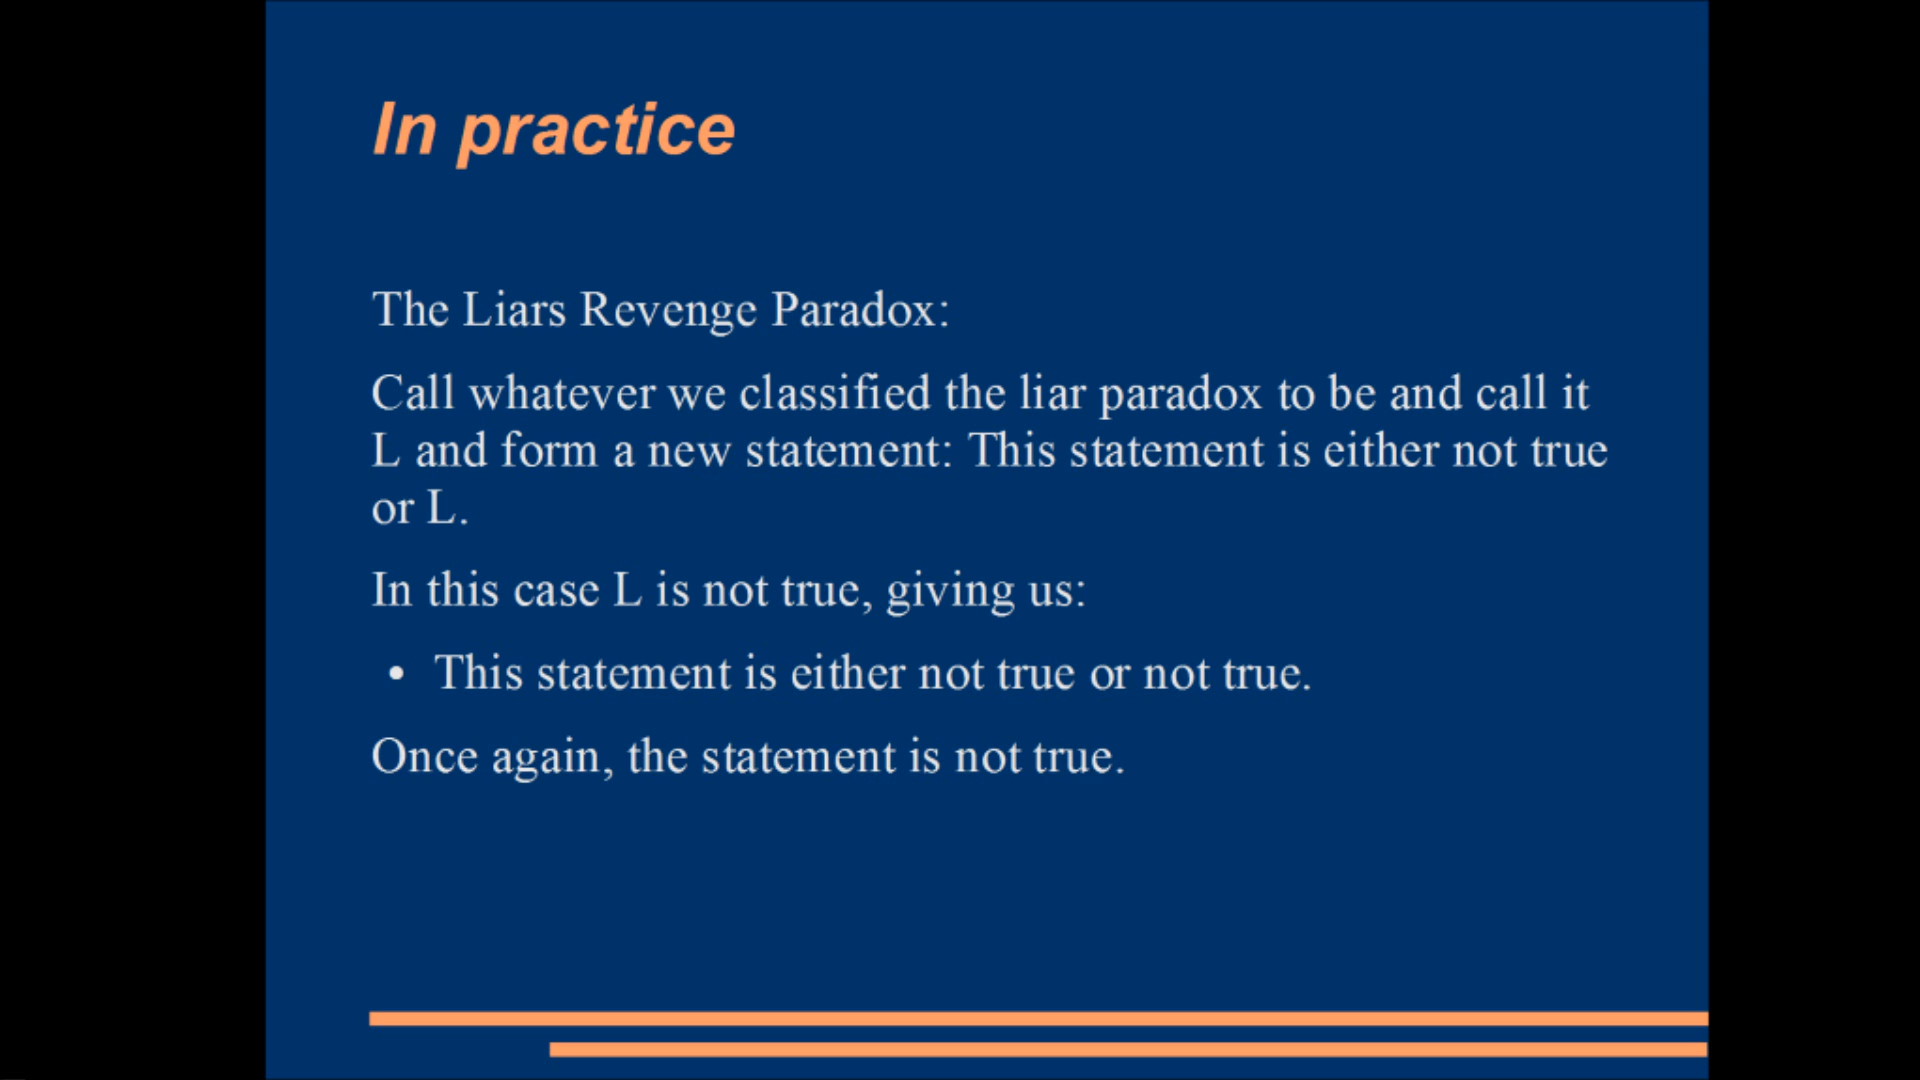 In practice
The Liars Revenge Paradox:
Call whatever we classified the liar paradox to be and call it
L and form a new statement: This statement is either not true
or L.
In this case L is not true, giving us:
• This statement is either not true or not true.
Once again, the statement is not true.